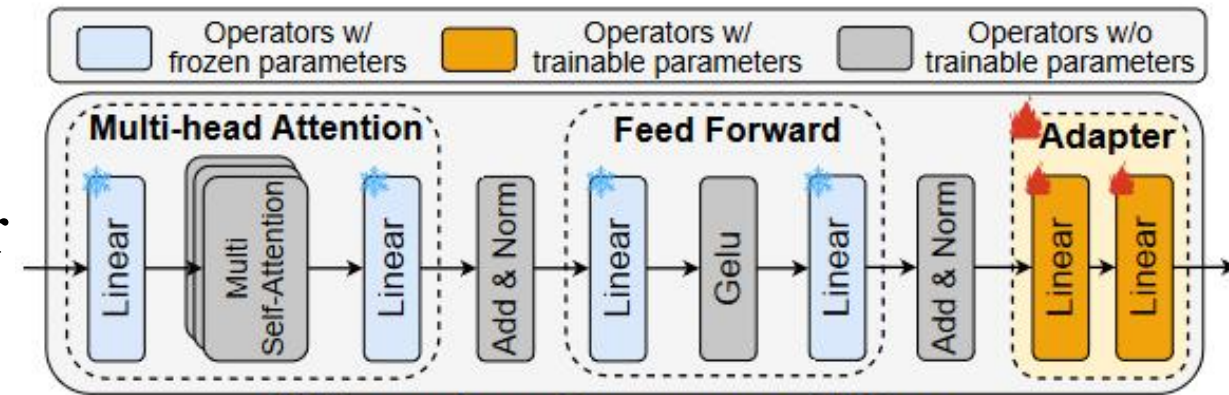 Operators w/
frozen parameters
Operators w/
trainable parameters
Operators w/o
trainable parameters
Multi-head Attention
Feed Forward
Adapter
Linear
Multi
Self-Attention
Linear
Add & Norm
Linear
Gelu
Linear
Add & Norm
Linear
Linear